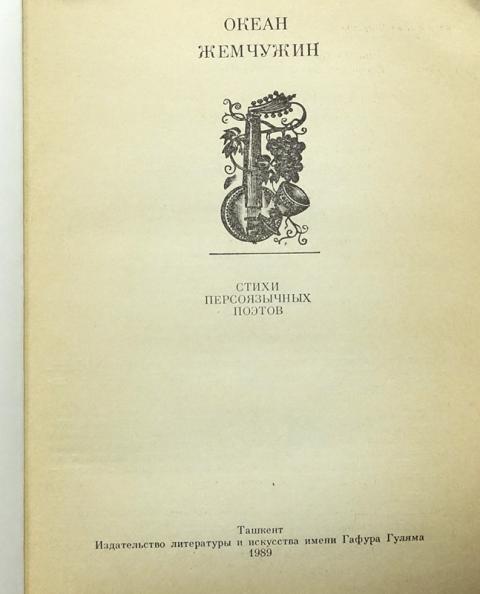 ОКЕАН
ЖЕМЧУЖИН
СТИХИ
ПЕРСОЯЗЫЧНЫХ
ПОЭТОВ
Ташкент
Издательство литературы и искусства имени Гафура Гуляма
1989